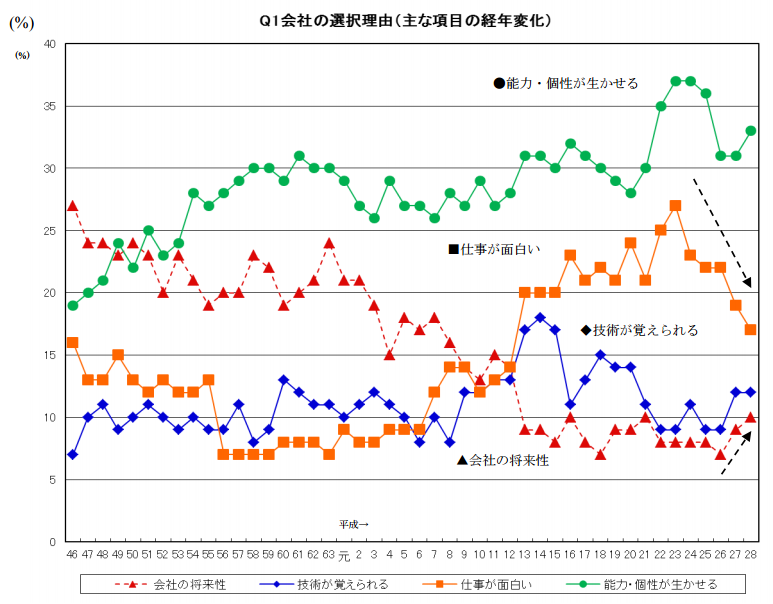 Q1会社の選択理由(主な項目の経年変化)
(%)
(%)
40
35
30
25
20
15
10
5
0
●能力・個性が生かせる
■仕事が面白い
◆技術が覚えられる
▲会社の将来性
平成→
46 47 48 49 50 51 52 53 54 55 56 57 58 59 60 61 62 63 元 2 3 4 5 6 7 8 9 10 11 12 13 14 15 16 17 18 19 20 21 22 23 24 25 26 27 28
会社の将来性 技術が覚えられる 仕事が面白い 能力・個性が生かせる